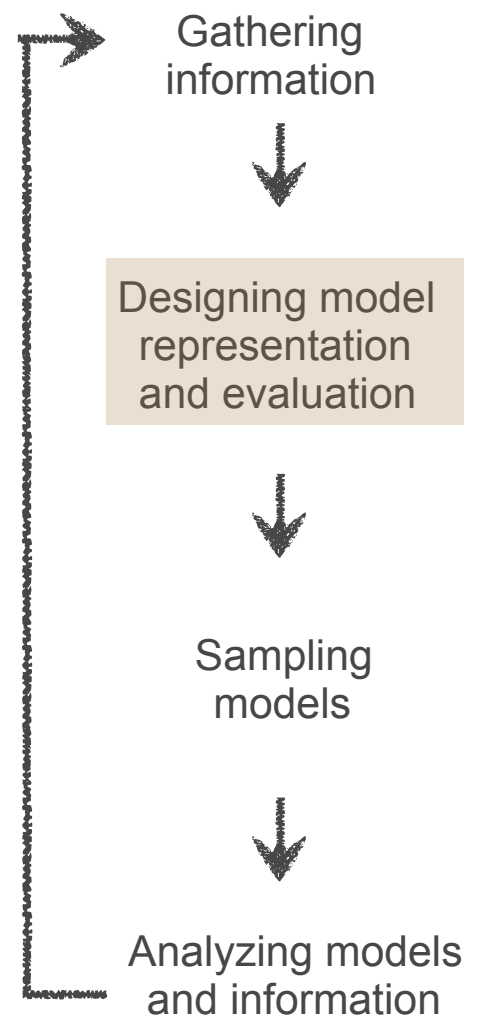 Gathering
information
Designing model
representation
and evaluation
Sampling
models
Analyzing models
and information